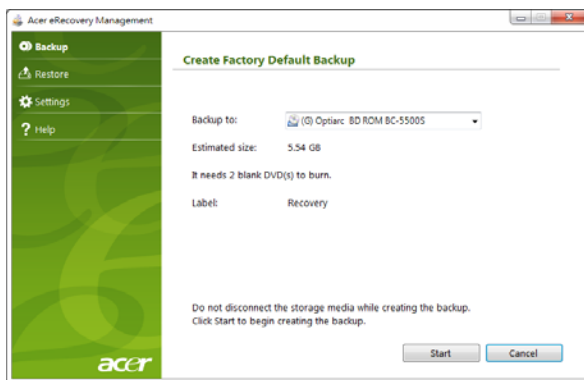 Acer eRecovery Management
Backup
Restore
Settings
? Help
Create Factory Default Backup
Backup to: (G) Optiarc BD ROM BC-5500S
Estimated size: 5.54 GB
It needs 2 blank DVD(s) to burn.
Label: Recovery
Do not disconnect the storage media while creating the backup.
Click Start to begin creating the backup.
Start Cancel
acer